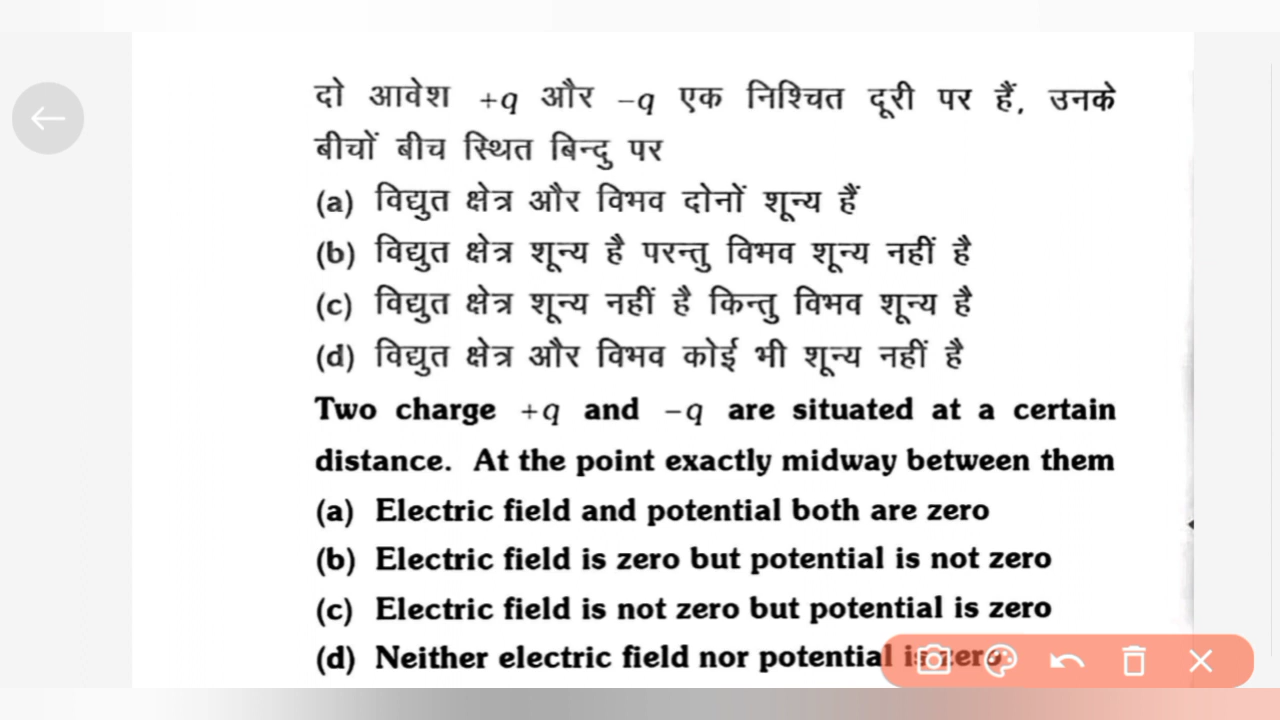 दो आवेश +q और −q एक निश्चित दूरी पर हैं, उनके
बीचों बीच स्थित बिन्दु पर
(a) विद्युत क्षेत्र और विभव दोनों शून्य हैं
(b) विद्युत क्षेत्र शून्य है परन्तु विभव शून्य नहीं है
(c) विद्युत क्षेत्र शून्य नहीं है किन्तु विभव शून्य है
(d) विद्युत क्षेत्र और विभव कोई भी शून्य नहीं है
Two charge +q and −q are situated at a certain
distance. At the point exactly midway between them
(a) Electric field and potential both are zero
(b) Electric field is zero but potential is not zero
(c) Electric field is not zero but potential is zero
(d) Neither electric field nor potential is zero